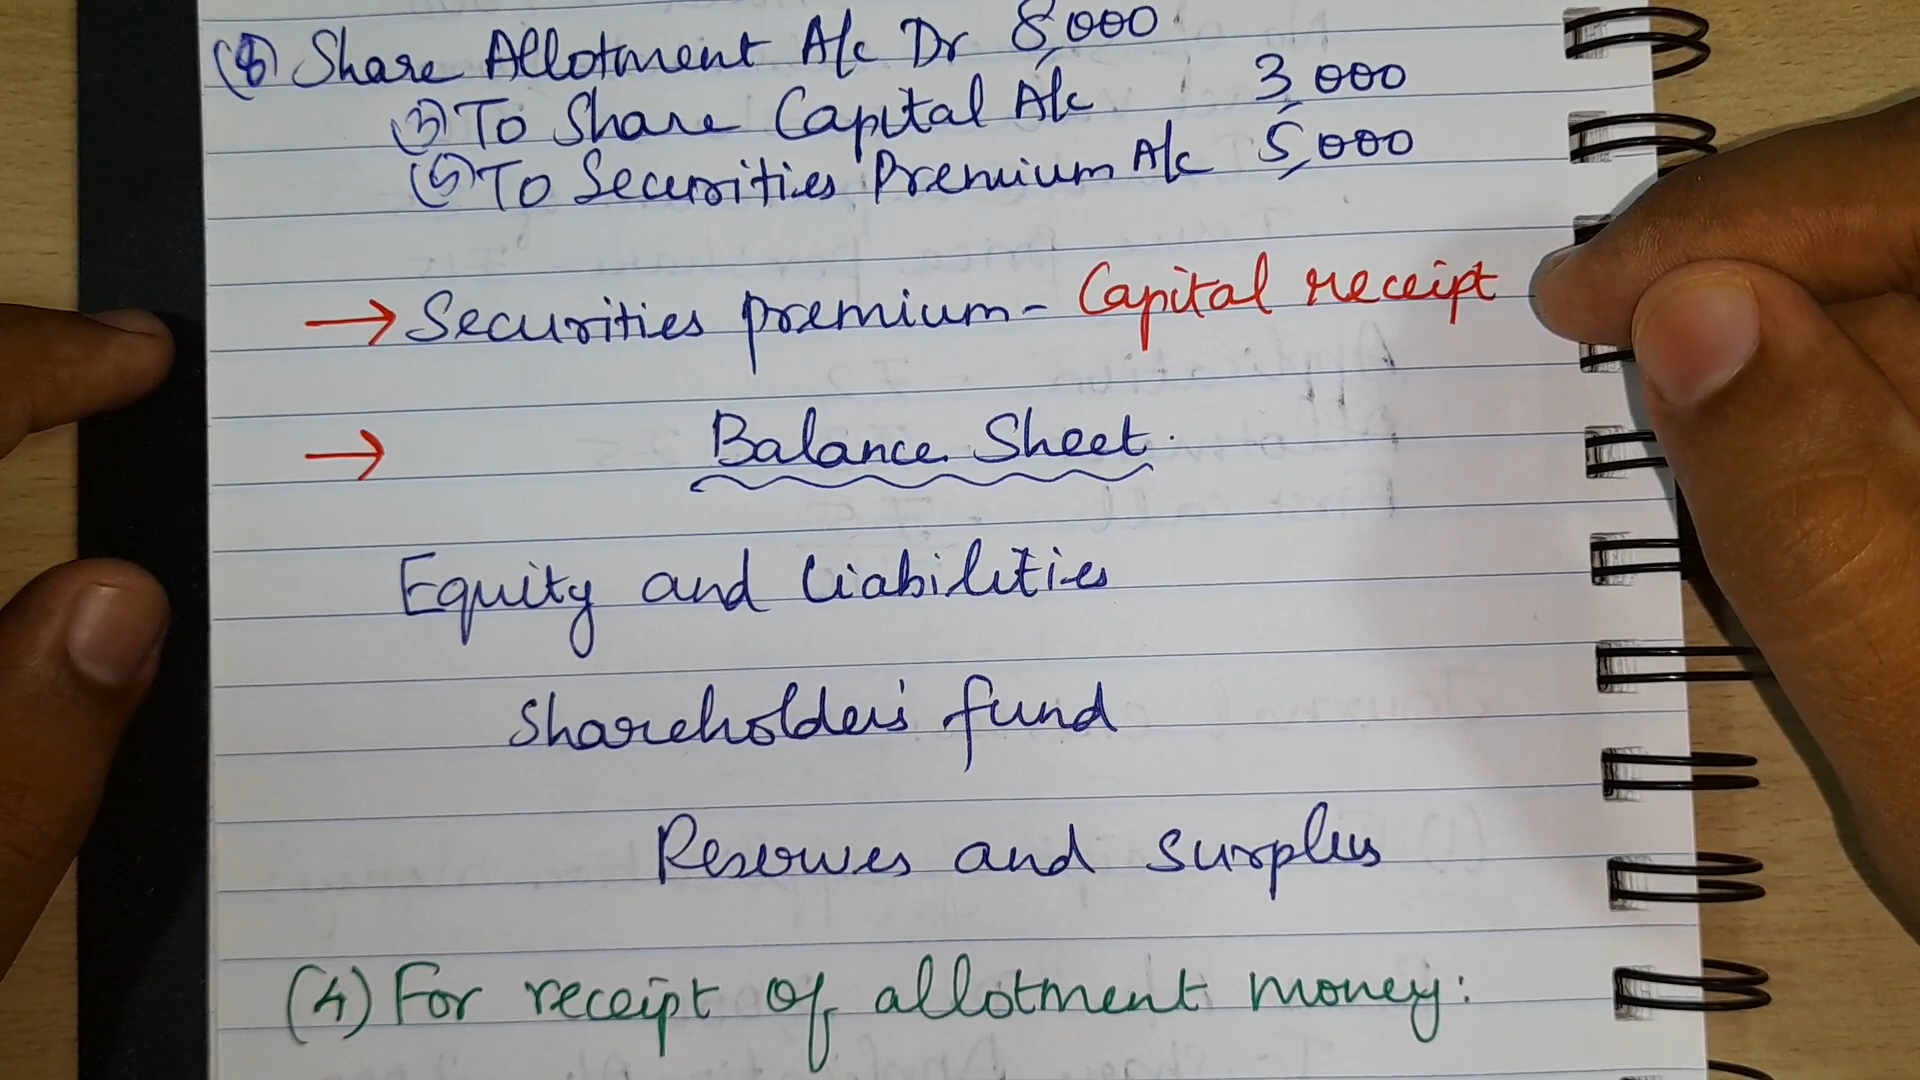 (8) Share Allotment A/c Dr 8,000
(3) To Share Capital A/c 3,000
(5) To Securities Premium A/c 5,000
→ Securities premium - Capital receipt
→ Balance Sheet.
Equity and liabilities
Shareholder's fund
Reserves and surplus
(4) For receipt of allotment money: